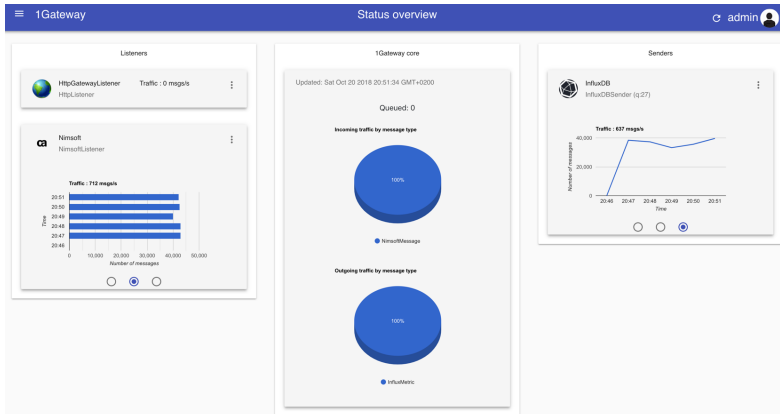 1Gateway
Status overview
admin
Listeners
HttpGatewayListener
Traffic : 0 msgs/s
HttpListener
ca
Nimsoft
NimsoftListener
Traffic : 712 msgs/s
Time
20:51
20:50
20:49
20:48
20:47
20:46
0 10,000 20,000 30,000 40,000 50,000
Number of messages
1Gateway core
Updated: Sat Oct 20 2018 20:51:34 GMT+0200
Queued: 0
Incoming traffic by message type
100%
NimsoftMessage
Outgoing traffic by message type
100%
InfluxMetric
Senders
InfluxDB
InfluxDBSender (q:27)
Traffic : 637 msgs/s
Number of messages
40,000
20,000
0
20:46 20:47 20:48 20:49 20:50 20:51
Time